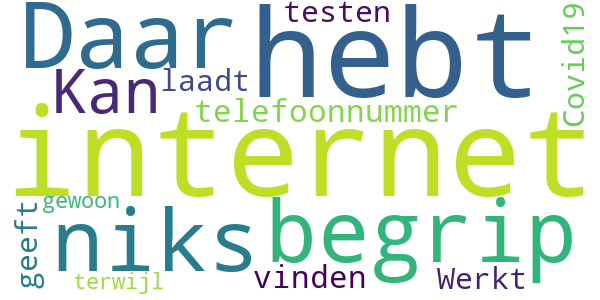 Daar
hebt
testen
Covid19
Kan
laadt
telefoonnummer
internet
gewoon
geeft
niks
begrip
terwijl
vinden
Werkt